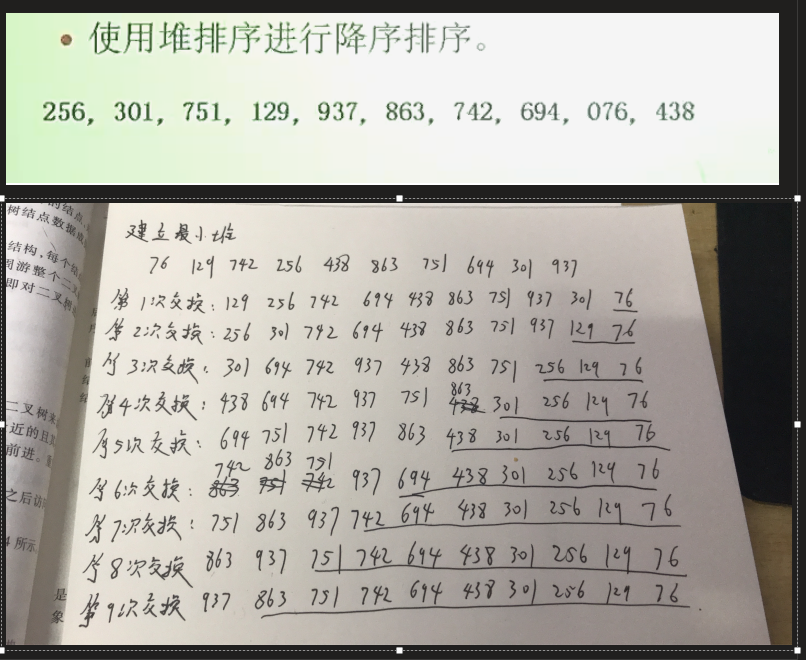 • 使用堆排序进行降序排序。
256, 301, 751, 129, 937, 863, 742, 694, 076, 438
建立最小堆
76 129 742 256 438 863 751 694 301 937
第1次交换: 129 256 742 694 438 863 751 937 301 76
第2次交换: 256 301 742 694 438 863 751 937 129 76
第3次交换: 301 694 742 937 438 863 751 256 129 76
第4次交换: 438 694 742 937 751 863 301 256 129 76
第5次交换: 694 751 742 937 863 438 301 256 129 76
第6次交换: 742 863 751 937 694 438 301 256 129 76
第7次交换: 751 863 937 742 694 438 301 256 129 76
第8次交换 863 937 751 742 694 438 301 256 129 76
第9次交换 937 863 751 742 694 438 301 256 129 76
树结点数据
结构,每个结
周游整个二
即对二叉
二叉树来
近的且
前进。
之后访
4 所示
是
象